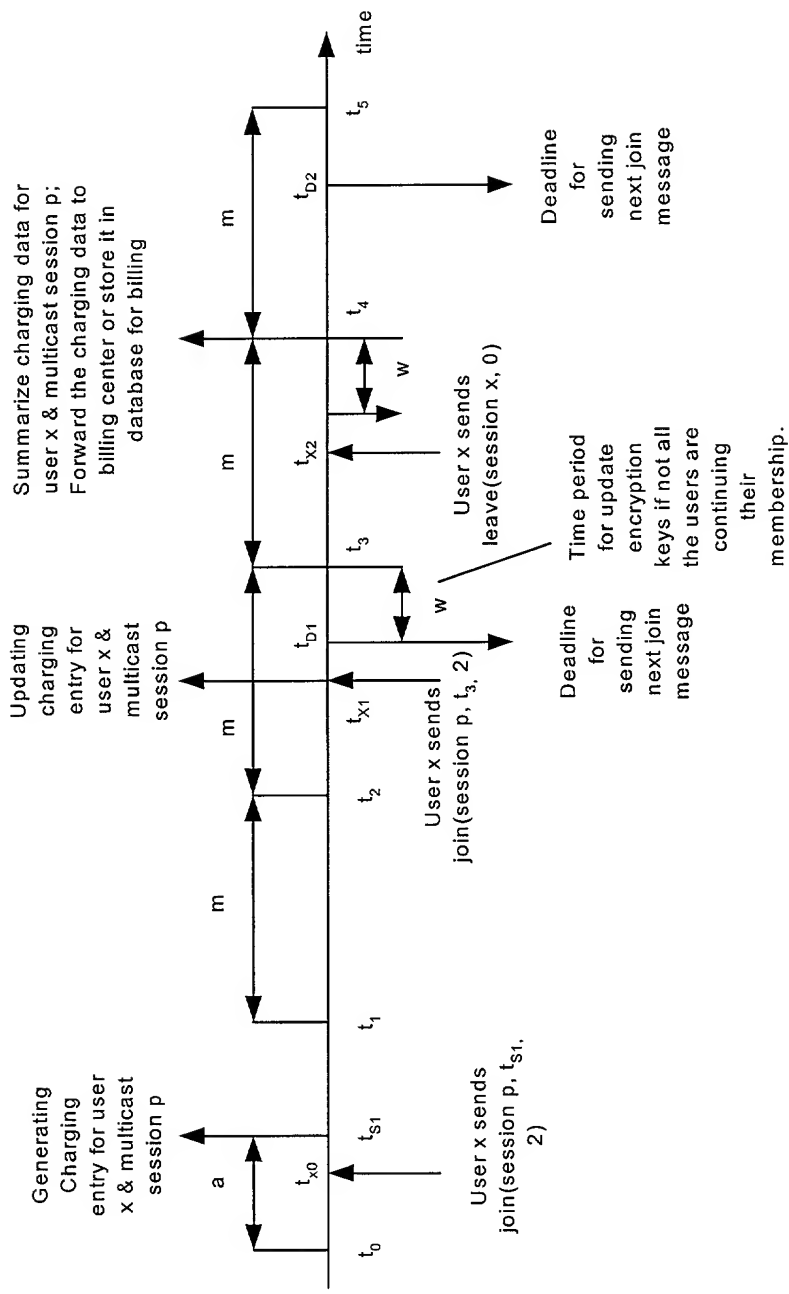 Generating
Charging
entry for user
x & multicast
session p
Updating
charging
entry for
user x &
multicast
session p
Summarize charging data for
user x & multicast session p;
Forward the charging data to
billing center or store it in
database for billing
a
m
m
m
m
t0
tx0
tS1
t1
t2
tX1
tD1
t3
tX2
t4
tD2
t5
time
w
w
User x sends
join(session p, tS1,
2)
User x sends
join(session p, t3, 2)
User x sends
leave(session x, 0)
Deadline
for
sending
next join
message
Time period
for update
encryption
keys if not all
the users are
continuing
their
membership.
Deadline
for
sending
next join
message